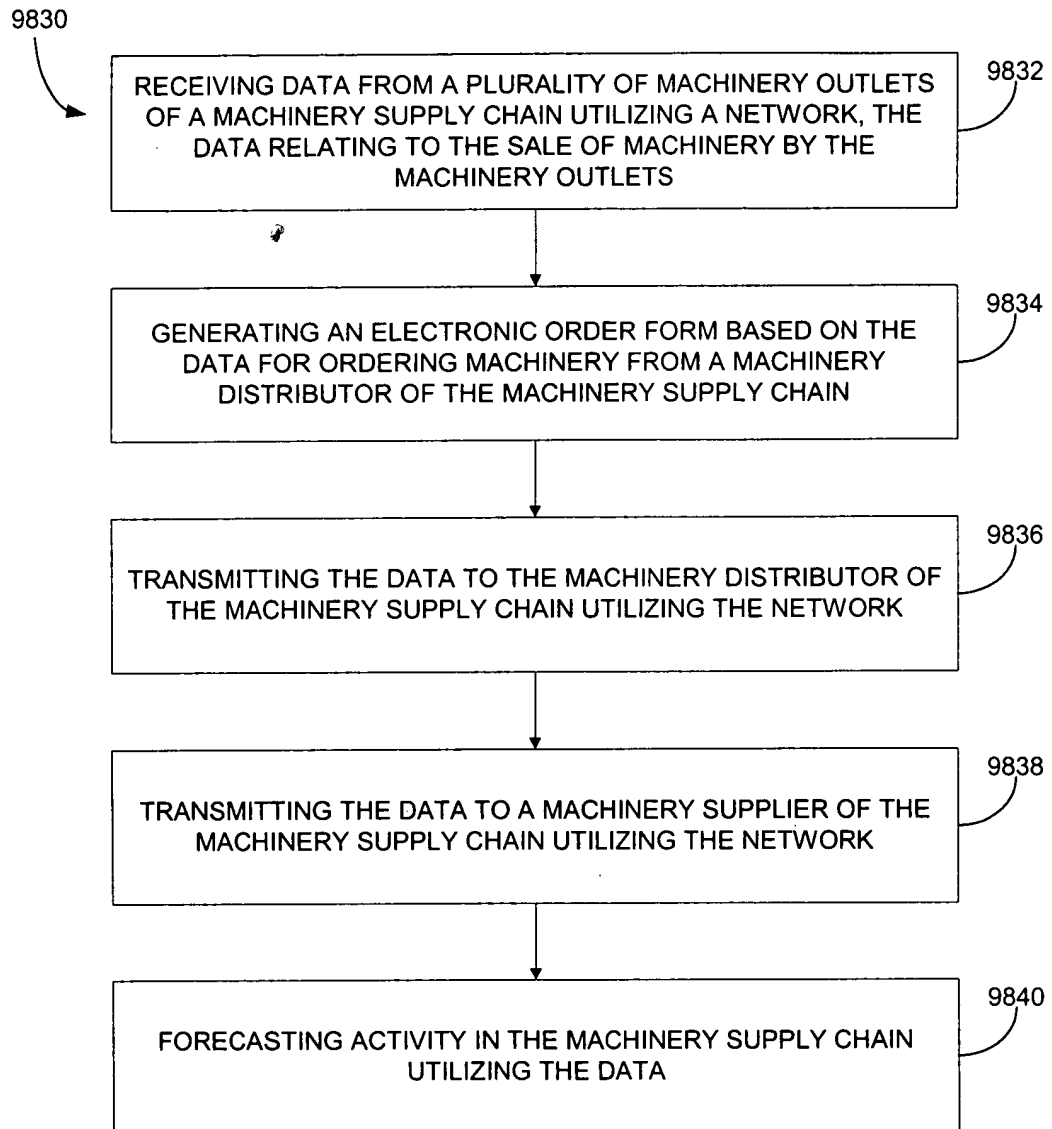 9830
9832
RECEIVING DATA FROM A PLURALITY OF MACHINERY OUTLETS
OF A MACHINERY SUPPLY CHAIN UTILIZING A NETWORK, THE
DATA RELATING TO THE SALE OF MACHINERY BY THE
MACHINERY OUTLETS
9834
GENERATING AN ELECTRONIC ORDER FORM BASED ON THE
DATA FOR ORDERING MACHINERY FROM A MACHINERY
DISTRIBUTOR OF THE MACHINERY SUPPLY CHAIN
9836
TRANSMITTING THE DATA TO THE MACHINERY DISTRIBUTOR OF
THE MACHINERY SUPPLY CHAIN UTILIZING THE NETWORK
9838
TRANSMITTING THE DATA TO A MACHINERY SUPPLIER OF THE
MACHINERY SUPPLY CHAIN UTILIZING THE NETWORK
9840
FORECASTING ACTIVITY IN THE MACHINERY SUPPLY CHAIN
UTILIZING THE DATA